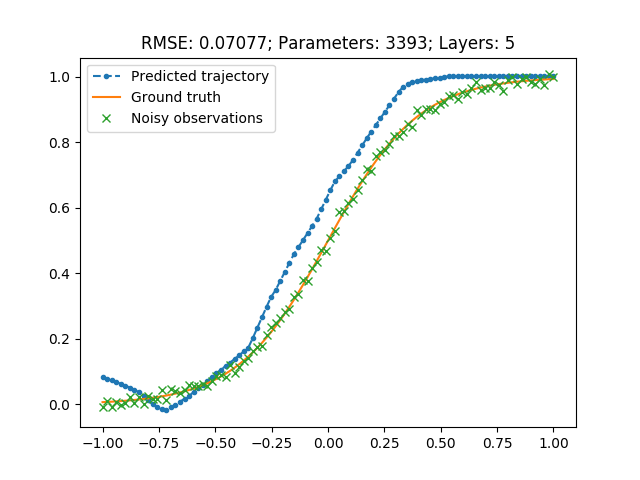 RMSE: 0.07077; Parameters: 3393; Layers: 5
Predicted trajectory
Ground truth
Noisy observations
1.0
0.8
0.6
0.4
0.2
0.0
−1.00 −0.75 −0.50 −0.25 0.00 0.25 0.50 0.75 1.00